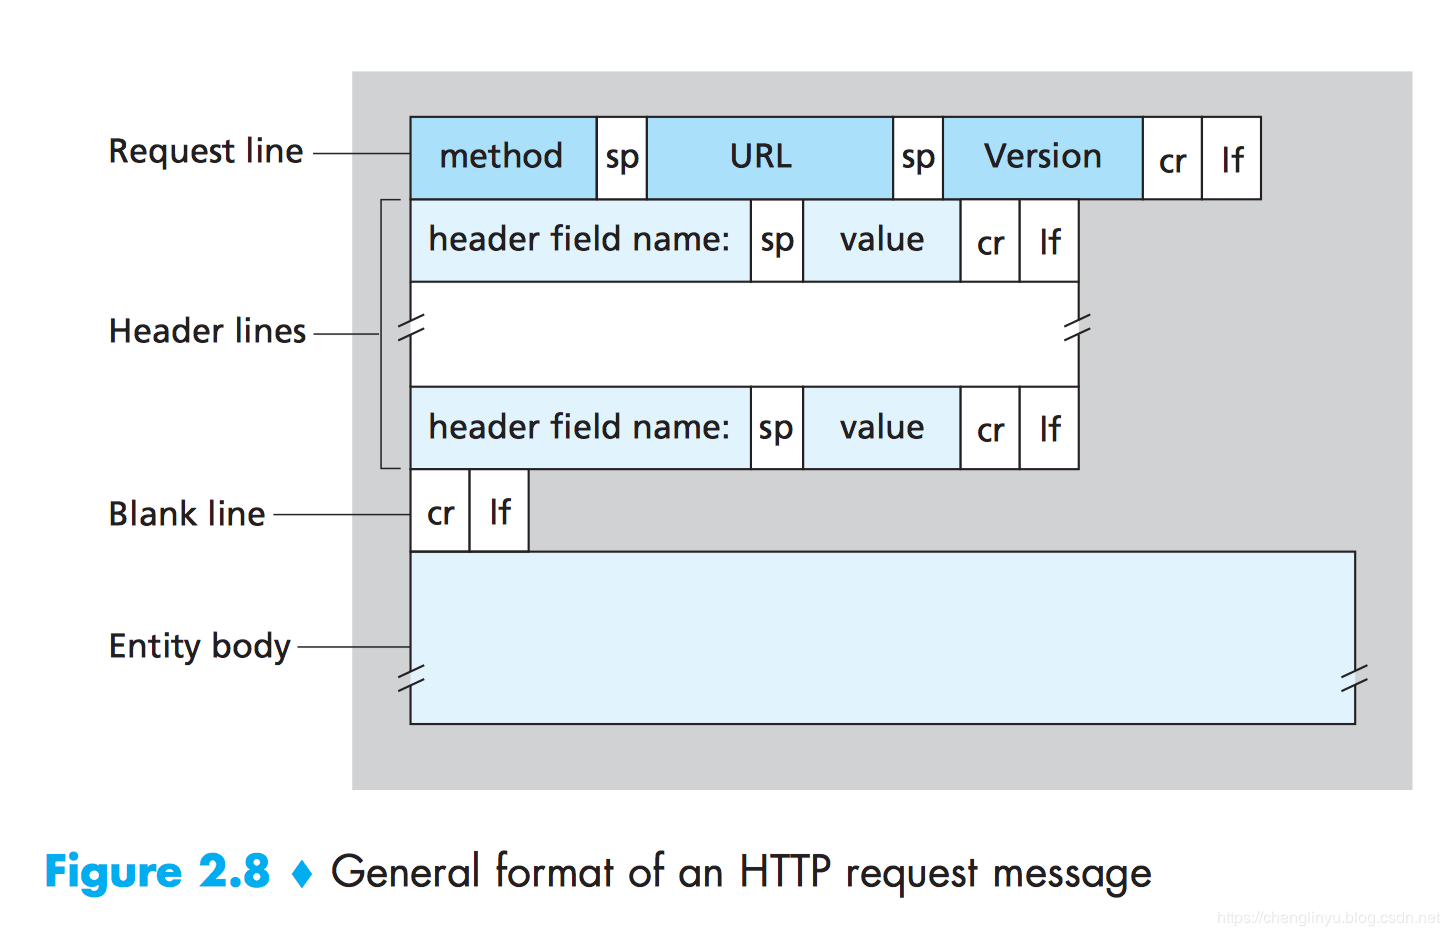 Request line method sp URL sp Version cr lf
header field name: sp value cr lf
Header lines
header field name: sp value cr lf
Blank line cr lf
Entity body
Figure 2.8 ◆ General format of an HTTP request message
https://chenglinyu.blog.csdn.net